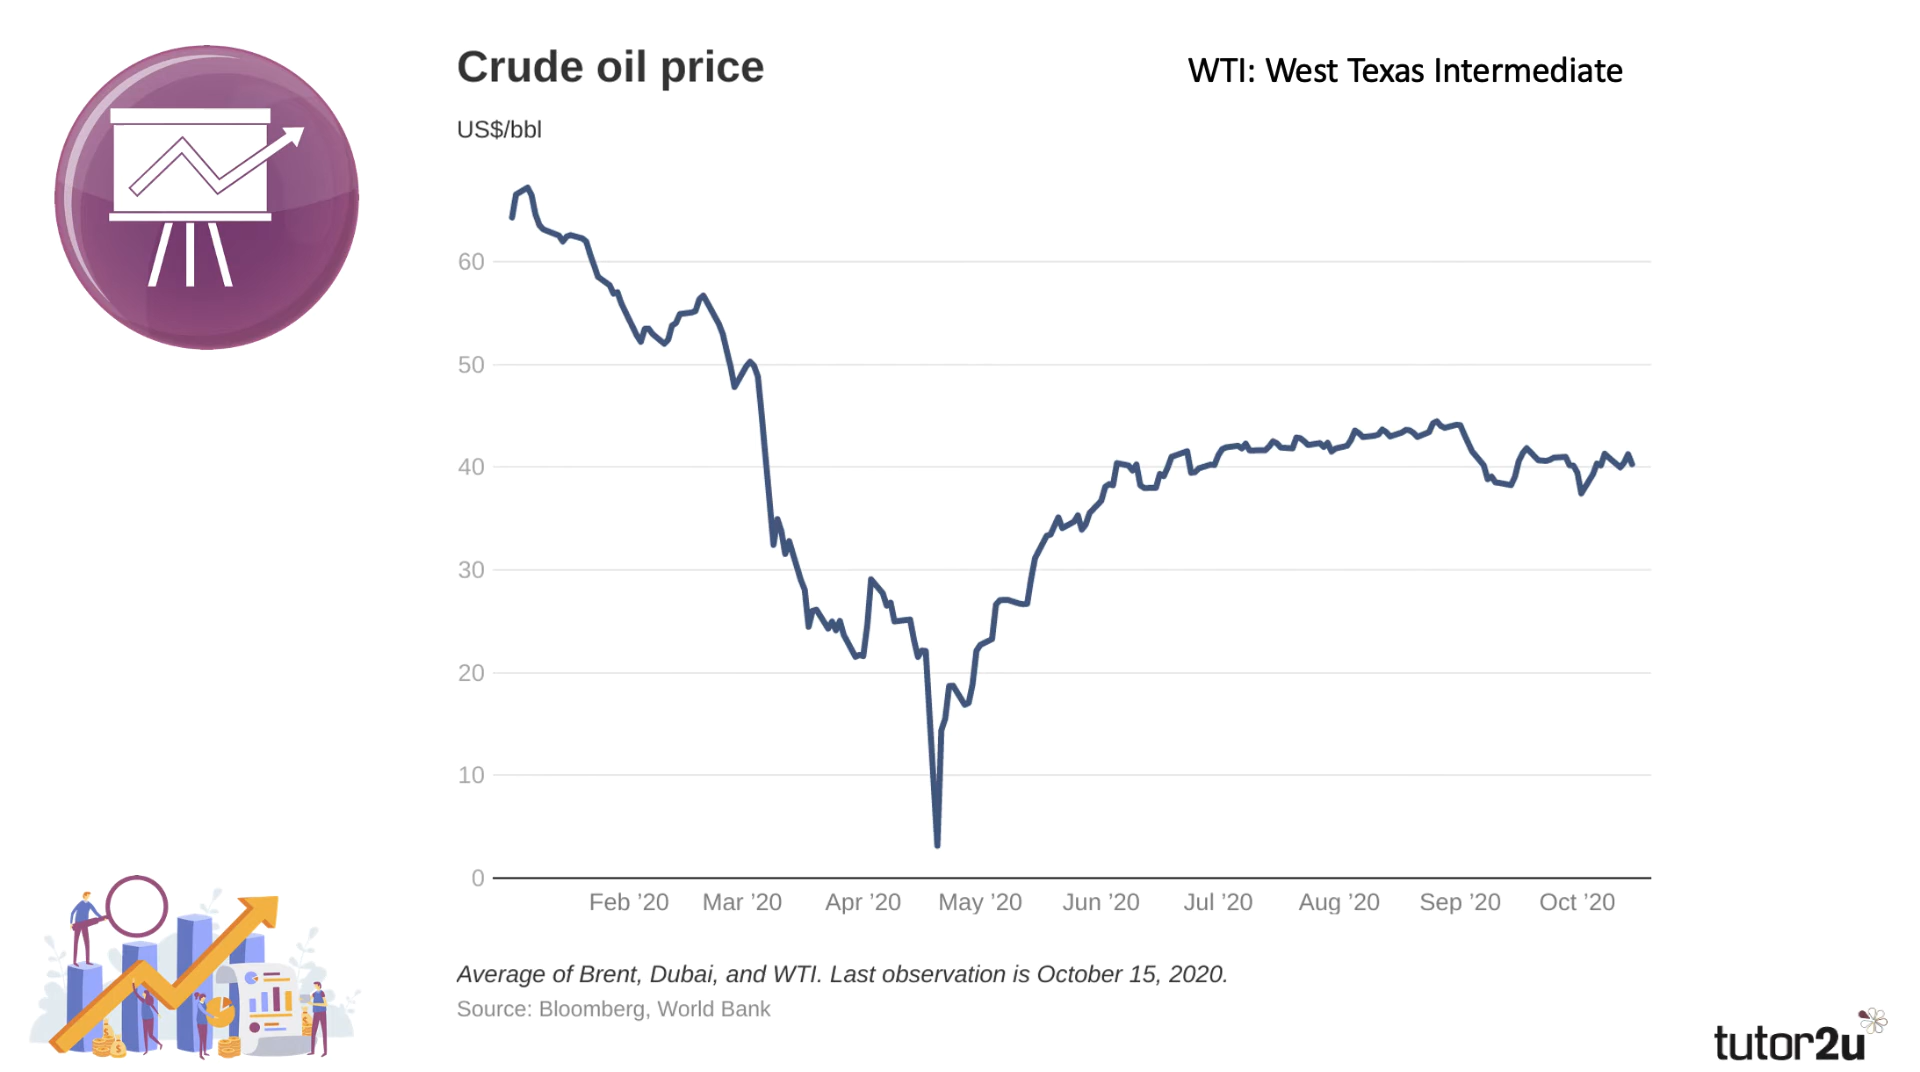 Crude oil price
WTI: West Texas Intermediate
US$/bbl
60
50
40
30
20
10
0
Feb ’20 Mar ’20 Apr ’20 May ’20 Jun ’20 Jul ’20 Aug ’20 Sep ’20 Oct ’20
Average of Brent, Dubai, and WTI. Last observation is October 15, 2020.
Source: Bloomberg, World Bank
tutor2u